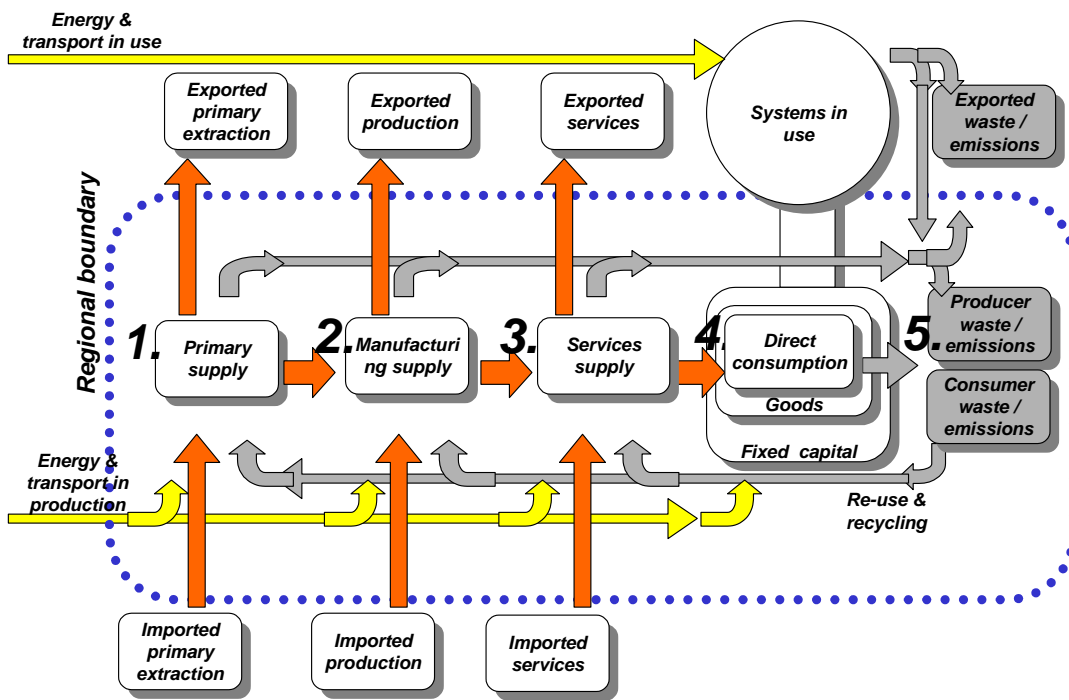 Energy &
transport in use
Exported
primary
extraction
Exported
production
Exported
services
Systems in
use
Exported
waste /
emissions
Regional boundary
1.
Primary
supply
2.
Manufacturi
ng supply
3.
Services
supply
4.
Direct
consumption
Goods
Fixed capital
5.
Producer
waste /
emissions
Consumer
waste /
emissions
Energy &
transport in
production
Re-use &
recycling
Imported
primary
extraction
Imported
production
Imported
services